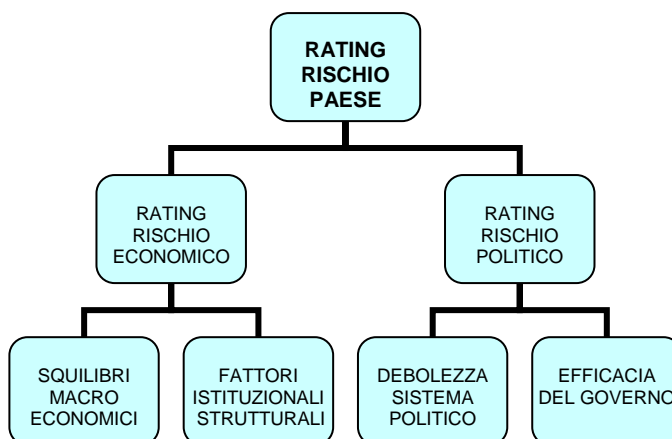 RATING
RISCHIO
PAESE
RATING
RISCHIO
ECONOMICO
RATING
RISCHIO
POLITICO
SQUILIBRI
MACRO
ECONOMICI
FATTORI
ISTITUZIONALI
STRUTTURALI
DEBOLEZZA
SISTEMA
POLITICO
EFFICACIA
DEL GOVERNO